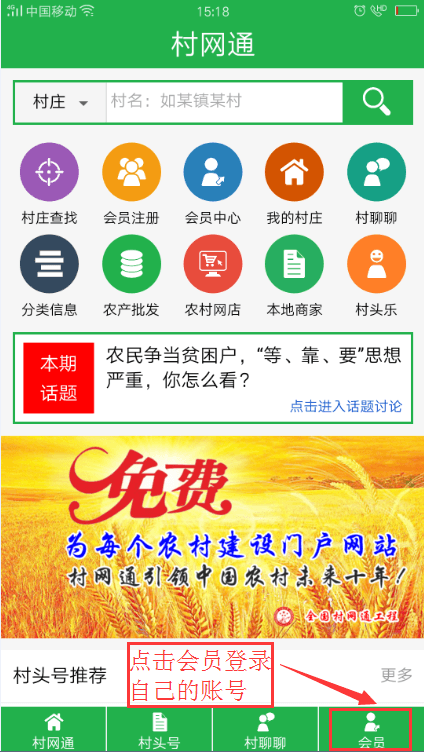 4G 中国移动 15:18 HD
村网通
村庄 村名：如某镇某村
村庄查找 会员注册 会员中心 我的村庄 村聊聊
分类信息 农产批发 农村网店 本地商家 村头乐
本期
话题
农民争当贫困户，“等、靠、要”思想
严重，你怎么看？
点击进入话题讨论
免费
为每个农村建设门户网站
村网通引领中国农村未来十年！
全国村网通工程
村头号推荐 更多
点击会员登录
自己的账号
村网通 村头号 村聊聊 会员